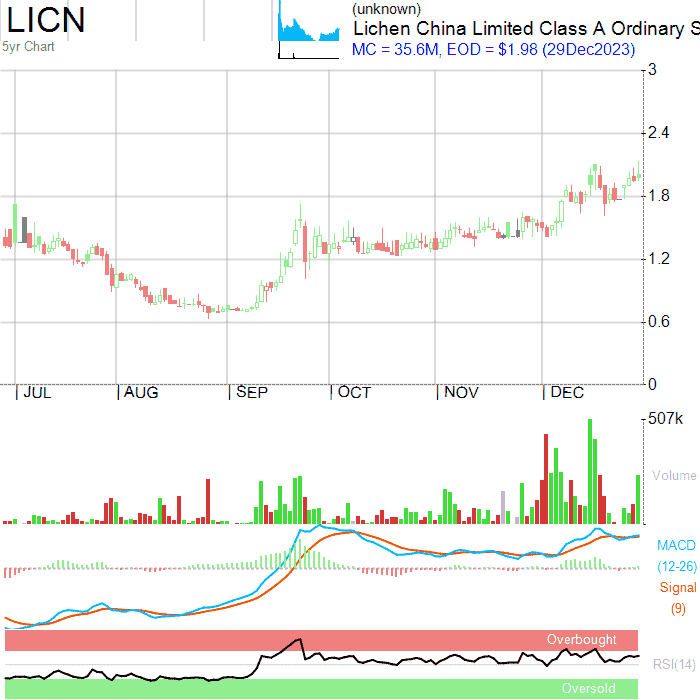 LICN
5yr Chart
(unknown)
Lichen China Limited Class A Ordinary S
MC = 35.6M, EOD = $1.98 (29Dec2023)
3
2.4
1.8
1.2
0.6
0
JUL AUG SEP OCT NOV DEC
507k
Volume
MACD
(12-26)
Signal
(9)
Overbought
RSI(14)
Oversold